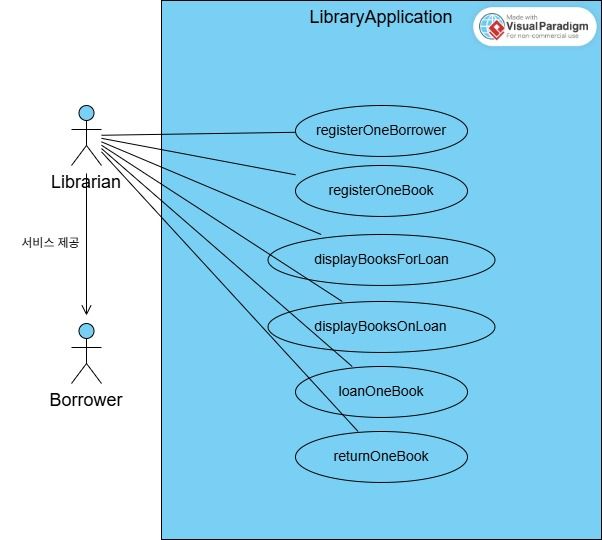 LibraryApplication
Made with
Visual Paradigm
For non-commercial use
registerOneBorrower
registerOneBook
Librarian
서비스 제공
displayBooksForLoan
displayBooksOnLoan
Borrower
loanOneBook
returnOneBook